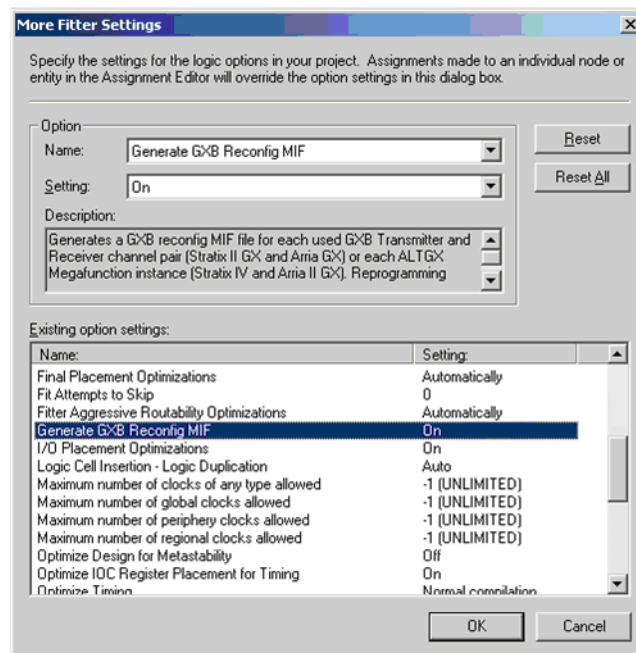 More Fitter Settings
Specify the settings for the logic options in your project. Assignments made to an individual node or
entity in the Assignment Editor will override the option settings in this dialog box.
Option
Name: Generate GXB Reconfig MIF
Reset
Setting: On
Reset All
Description:
Generates a GXB reconfig MIF file for each used GXB Transmitter and
Receiver channel pair (Stratix II GX and Arria GX) or each ALTGX
Megafunction instance (Stratix IV and Arria II GX). Reprogramming
Existing option settings:
Name: Setting:
Final Placement Optimizations Automatically
Fit Attempts to Skip 0
Fitter Aggressive Routability Optimizations Automatically
Generate GXB Reconfig MIF On
I/O Placement Optimizations On
Logic Cell Insertion - Logic Duplication Auto
Maximum number of clocks of any type allowed -1 (UNLIMITED)
Maximum number of global clocks allowed -1 (UNLIMITED)
Maximum number of periphery clocks allowed -1 (UNLIMITED)
Maximum number of regional clocks allowed -1 (UNLIMITED)
Optimize Design for Metastability Off
Optimize IOC Register Placement for Timing On
Optimize Timing Normal compilation
OK Cancel